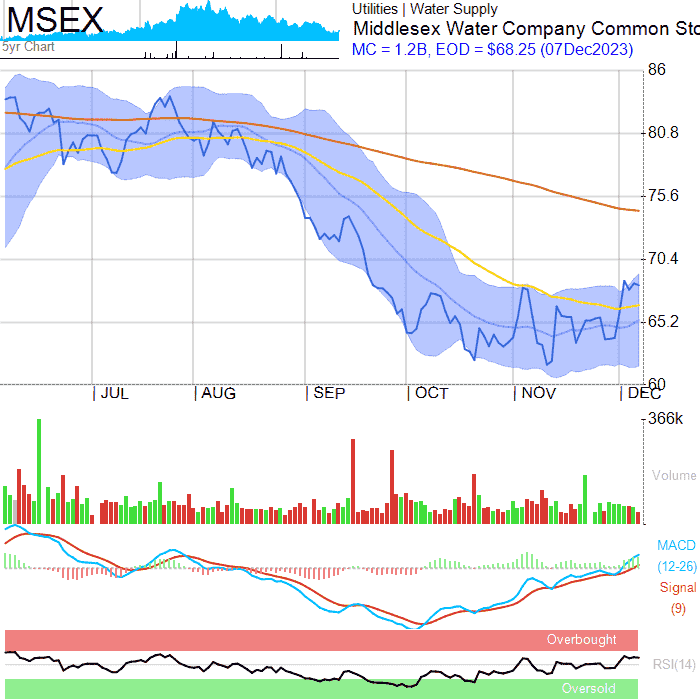 MSEX
5yr Chart
Utilities | Water Supply
Middlesex Water Company Common Sto
MC = 1.2B, EOD = $68.25 (07Dec2023)
86
80.8
75.6
70.4
65.2
60
JUL AUG SEP OCT NOV DEC
366k
Volume
MACD
(12-26)
Signal
(9)
Overbought
RSI(14)
Oversold